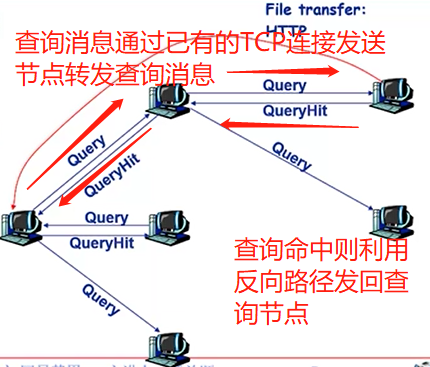 File transfer:
HTTP
查询消息通过已有的TCP连接发送
节点转发查询消息
Query
QueryHit
Query
QueryHit
Query
Query
QueryHit
Query
查询命中则利用
反向路径发回查
询节点